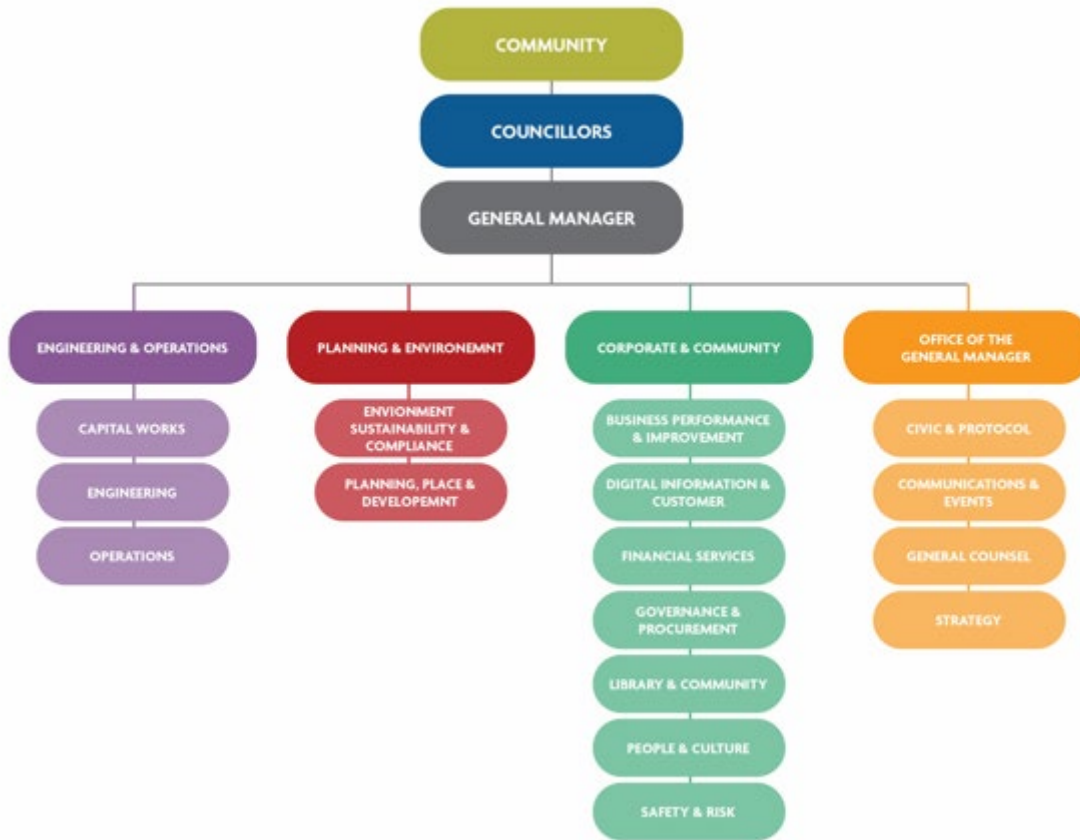 COMMUNITY
COUNCILLORS
GENERAL MANAGER
ENGINEERING & OPERATIONS
CAPITAL WORKS
ENGINEERING
OPERATIONS
PLANNING & ENVIRONEMNT
ENVIONMENT
SUSTAINABILITY &
COMPLIANCE
PLANNING, PLACE &
DEVELOPEMNT
CORPORATE & COMMUNITY
BUSINESS PERFORMANCE
& IMPROVEMENT
DIGITAL INFORMATION &
CUSTOMER
FINANCIAL SERVICES
GOVERNANCE &
PROCUREMENT
LIBRARY & COMMUNITY
PEOPLE & CULTURE
SAFETY & RISK
OFFICE OF THE
GENERAL MANAGER
CIVIC & PROTOCOL
COMMUNICATIONS &
EVENTS
GENERAL COUNSEL
STRATEGY